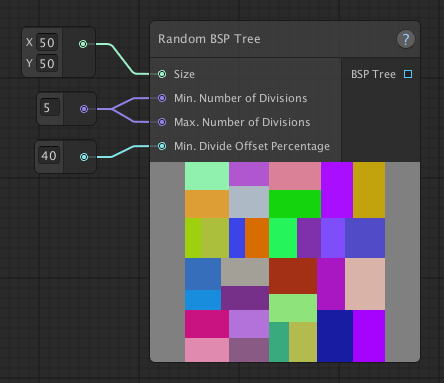 Random BSP Tree ?
X 50
Y 50
Size
BSP Tree
5
Min. Number of Divisions
Max. Number of Divisions
40
Min. Divide Offset Percentage